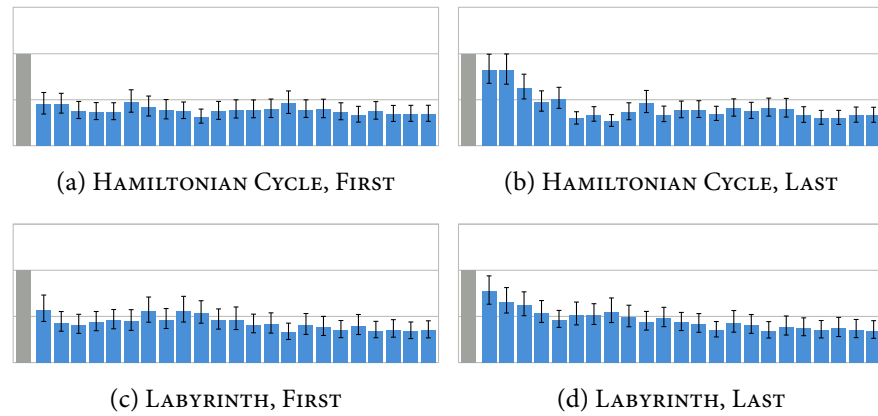 (a) Hamiltonian Cycle, First
(b) Hamiltonian Cycle, Last
(c) Labyrinth, First
(d) Labyrinth, Last